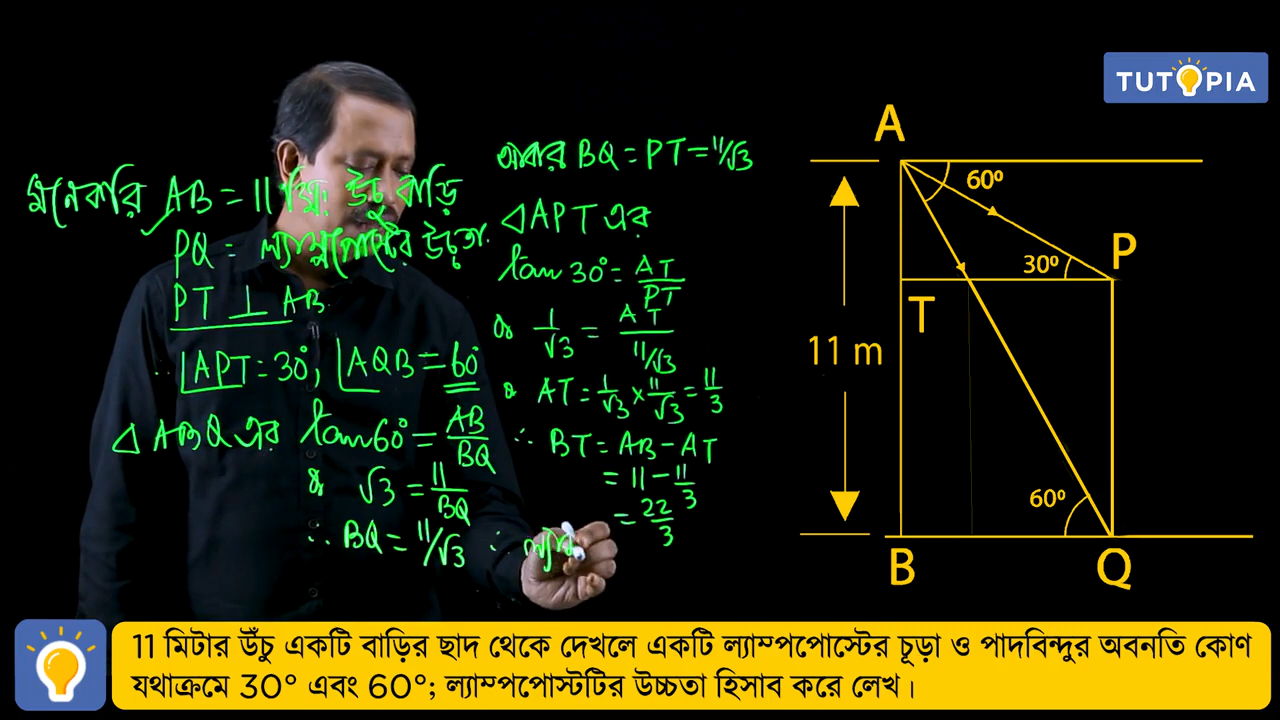 TUTOPIA
মনেকরি AB = 11 মি. উঁচু বাড়ি
PQ = ল্যাম্পপোস্টের উচ্চতা.
PT ⊥ AB
∴ ∠APT = 30°, ∠AQB = 60°
△ ABQ এর tan 60° = AB/BQ
বা √3 = 11/BQ
∴ BQ = 11/√3
আবার BQ = PT = 11/√3
△APT এর
tan 30° = AT/PT
বা 1/√3 = AT/11/√3
বা AT = 1/√3 × 11/√3 = 11/3
∴ BT = AB - AT
= 11 - 11/3
= 22/3
∴ ল্যাম
A
60°
P
30°
T
11 m
60°
B
Q
11 মিটার উঁচু একটি বাড়ির ছাদ থেকে দেখলে একটি ল্যাম্পপোস্টের চূড়া ও পাদবিন্দুর অবনতি কোণ
যথাক্রমে 30° এবং 60°; ল্যাম্পপোস্টটির উচ্চতা হিসাব করে লেখ।